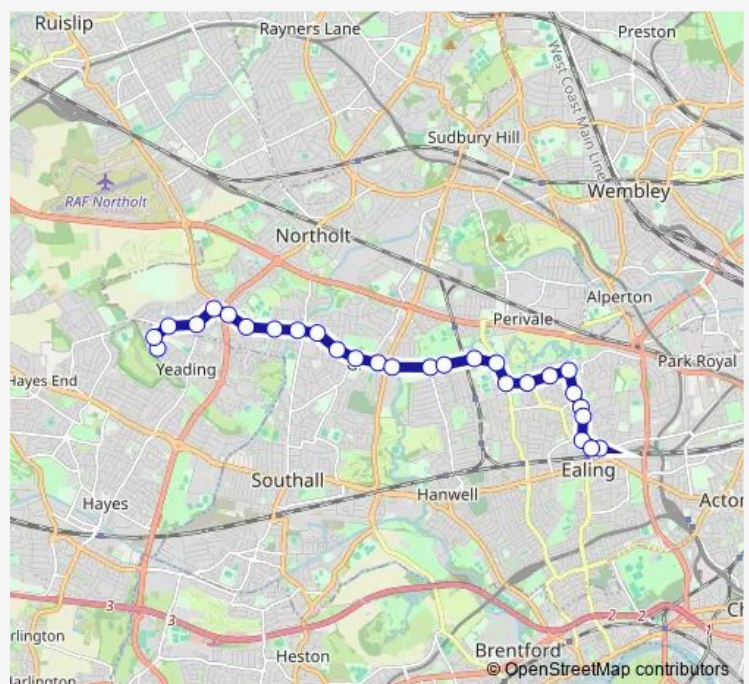 Ruislip
Rayners Lane
Preston
West Coast Main Line
Sudbury Hill
RAF Northolt
Wembley
Northolt
Alperton
Perivale
Park Royal
Yeading
Hayes End
Ealing
Southall
Hanwell
Hayes
Acton
3
3
2
2
1
Heston
Brentford
© OpenStreetMap contributors